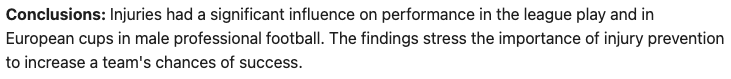 Conclusions: Injuries had a significant influence on performance in the league play and in
European cups in male professional football. The findings stress the importance of injury prevention
to increase a team's chances of success.